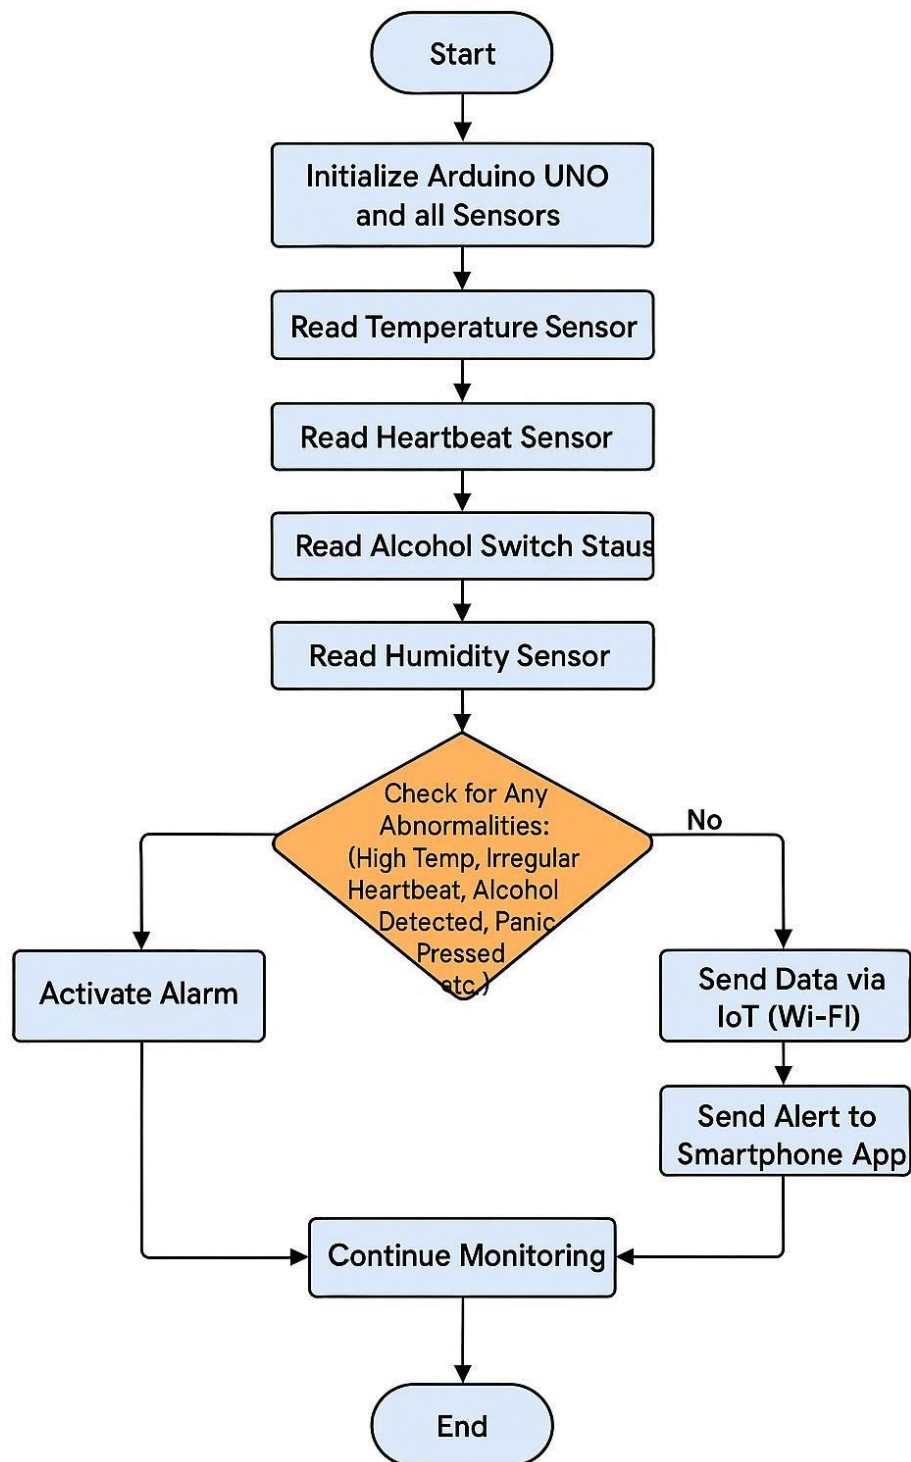 Start
Initialize Arduino UNO
and all Sensors
Read Temperature Sensor
Read Heartbeat Sensor
Read Alcohol Switch Staus
Read Humidity Sensor
Check for Any
Abnormalities:
(High Temp, Irregular
Heartbeat, Alcohol
Detected, Panic
Pressed
etc.)
No
Activate Alarm
Send Data via
IoT (Wi-FI)
Send Alert to
Smartphone App
Continue Monitoring
End